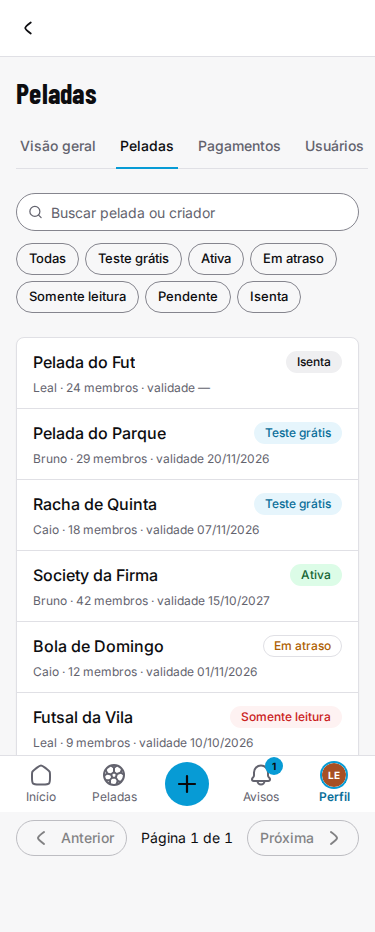 Peladas
Visão geral Peladas Pagamentos Usuários
Buscar pelada ou criador
Todas Teste grátis Ativa Em atraso
Somente leitura Pendente Isenta
Pelada do Fut Isenta
Leal · 24 membros · validade —
Pelada do Parque Teste grátis
Bruno · 29 membros · validade 20/11/2026
Racha de Quinta Teste grátis
Caio · 18 membros · validade 07/11/2026
Society da Firma Ativa
Bruno · 42 membros · validade 15/10/2027
Bola de Domingo Em atraso
Caio · 12 membros · validade 01/11/2026
Futsal da Vila Somente leitura
Leal · 9 membros · validade 10/10/2026
1 LE
Início Peladas Avisos Perfil
Anterior Página 1 de 1 Próxima